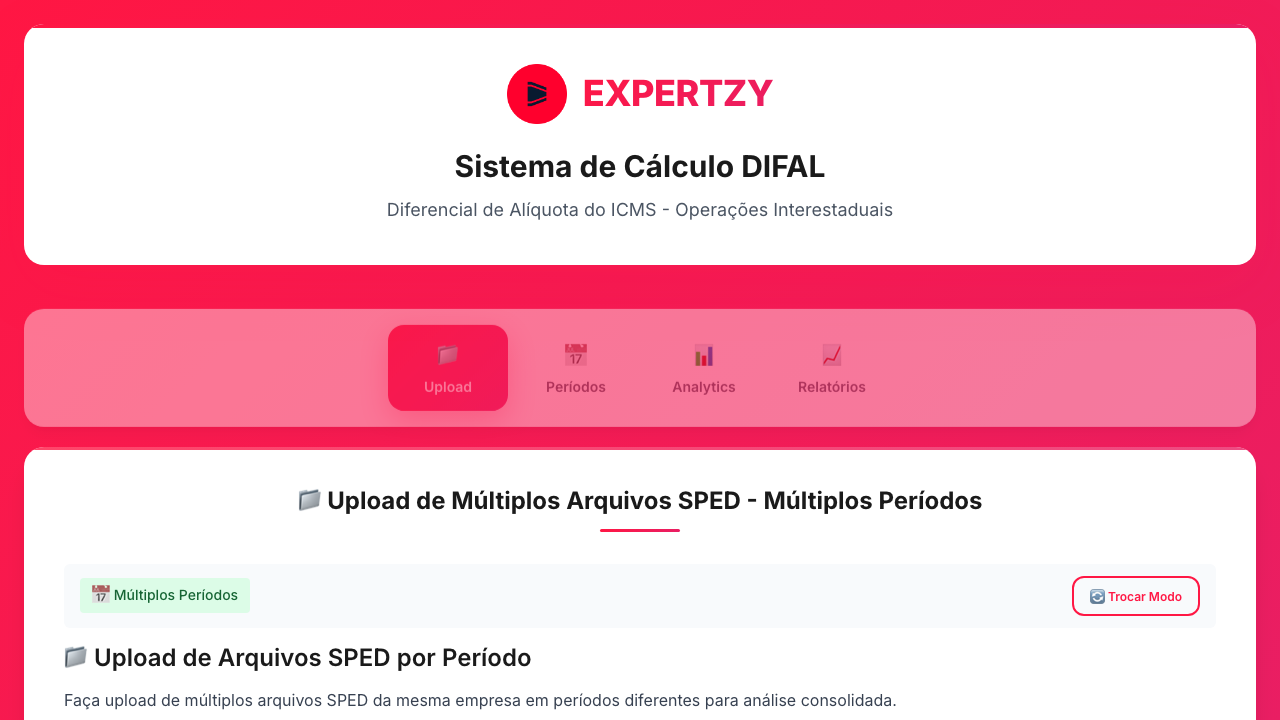 EXPERTZY
Sistema de Cálculo DIFAL
Diferencial de Alíquota do ICMS - Operações Interestaduais
Upload
Períodos
Analytics
Relatórios
Upload de Múltiplos Arquivos SPED - Múltiplos Períodos
Múltiplos Períodos
Trocar Modo
Upload de Arquivos SPED por Período
Faça upload de múltiplos arquivos SPED da mesma empresa em períodos diferentes para análise consolidada.